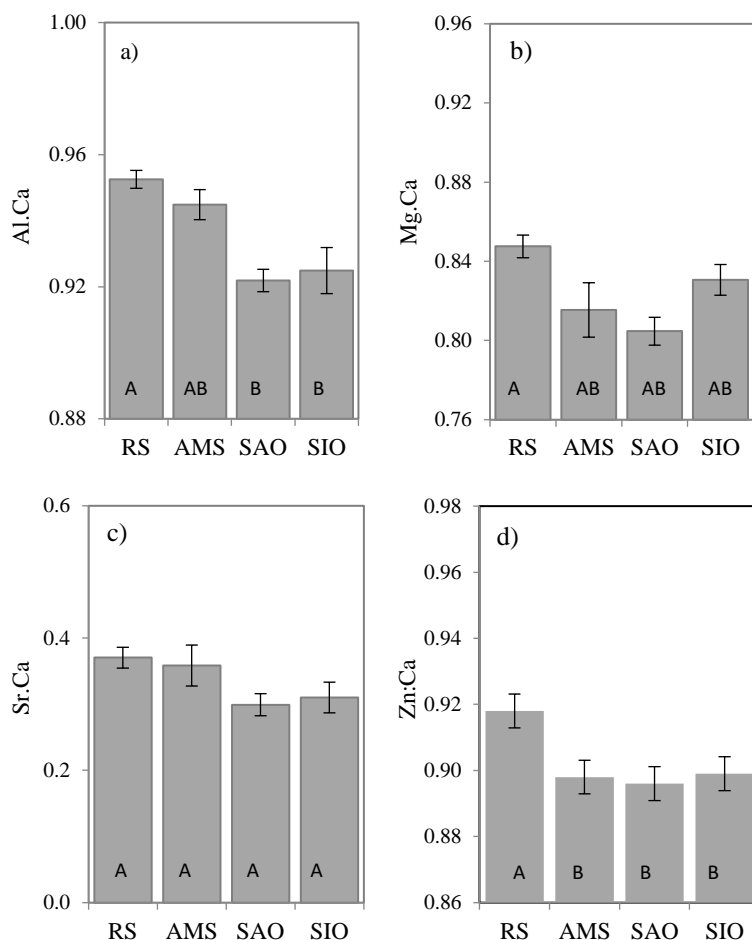 a)
Al.Ca
1.00
0.96
0.92
0.88
A AB B B
RS AMS SAO SIO
b)
Mg.Ca
0.96
0.92
0.88
0.84
0.80
0.76
A AB AB AB
RS AMS SAO SIO
c)
Sr.Ca
0.6
0.4
0.2
0.0
A A A A
RS AMS SAO SIO
d)
Zn:Ca
0.98
0.96
0.94
0.92
0.90
0.88
0.86
A B B B
RS AMS SAO SIO